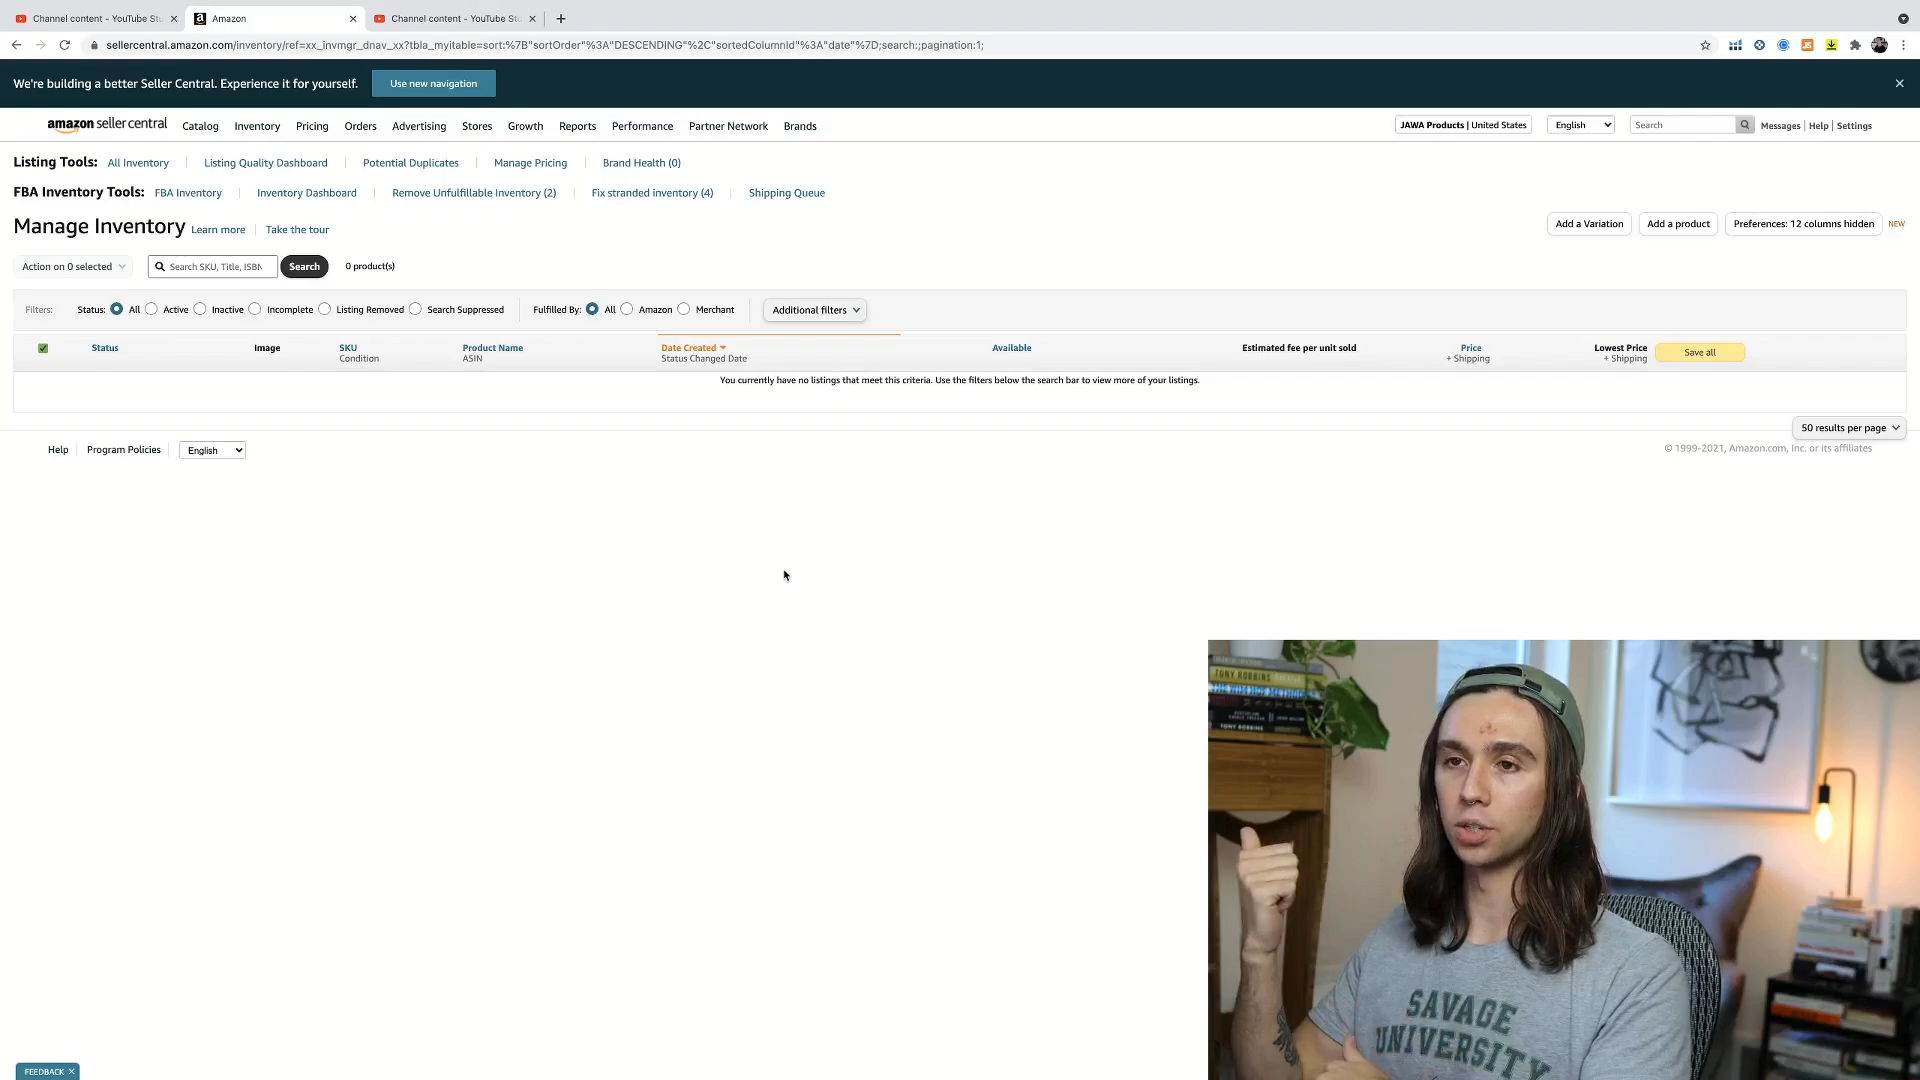 Channel content - YouTube Stu
Amazon
Channel content - YouTube Stu
sellercentral.amazon.com/inventory/ref=xx_invmgr_dnav_xx?tbla_myitable=sort:%7B"sortOrder"%3A"DESCENDING"%2C"sortedColumnId"%3A"date"%7D;search:;pagination:1;
We're building a better Seller Central. Experience it for yourself. Use new navigation
amazon seller central Catalog Inventory Pricing Orders Advertising Stores Growth Reports Performance Partner Network Brands JAWA Products | United States English Search Messages | Help | Settings
Listing Tools: All Inventory Listing Quality Dashboard Potential Duplicates Manage Pricing Brand Health (0)
FBA Inventory Tools: FBA Inventory Inventory Dashboard Remove Unfulfillable Inventory (2) Fix stranded inventory (4) Shipping Queue
Manage Inventory Learn more Take the tour Add a Variation Add a product Preferences: 12 columns hidden NEW
Action on 0 selected Search SKU, Title, ISBN Search 0 product(s)
Filters: Status: All Active Inactive Incomplete Listing Removed Search Suppressed Fulfilled By: All Amazon Merchant Additional filters
Status Image SKU Product Name Date Created Available Estimated fee per unit sold Price Lowest Price Save all
Condition ASIN Status Changed Date + Shipping + Shipping
You currently have no listings that meet this criteria. Use the filters below the search bar to view more of your listings.
50 results per page
Help Program Policies English © 1999-2021, Amazon.com, Inc. or its affiliates
TONY ROBBINS
TONY ROBBINS
SAVAGE
UNIVERSITY
FEEDBACK